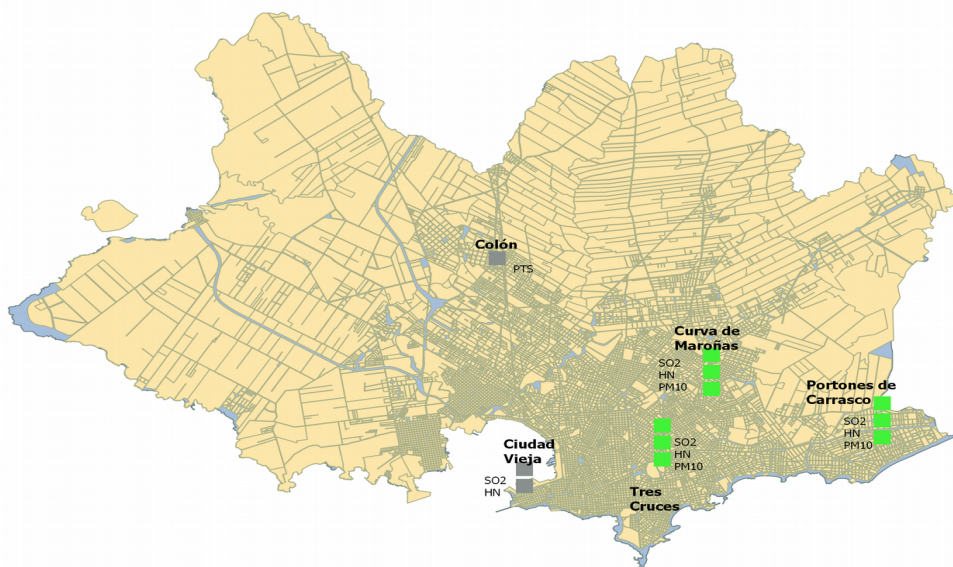 Colón
PTS
Curva de
Maroñas
SO2
HN
PM10
Portones de
Carrasco
SO2
HN
PM10
Ciudad
Vieja
SO2
HN
SO2
HN
PM10
Tres
Cruces